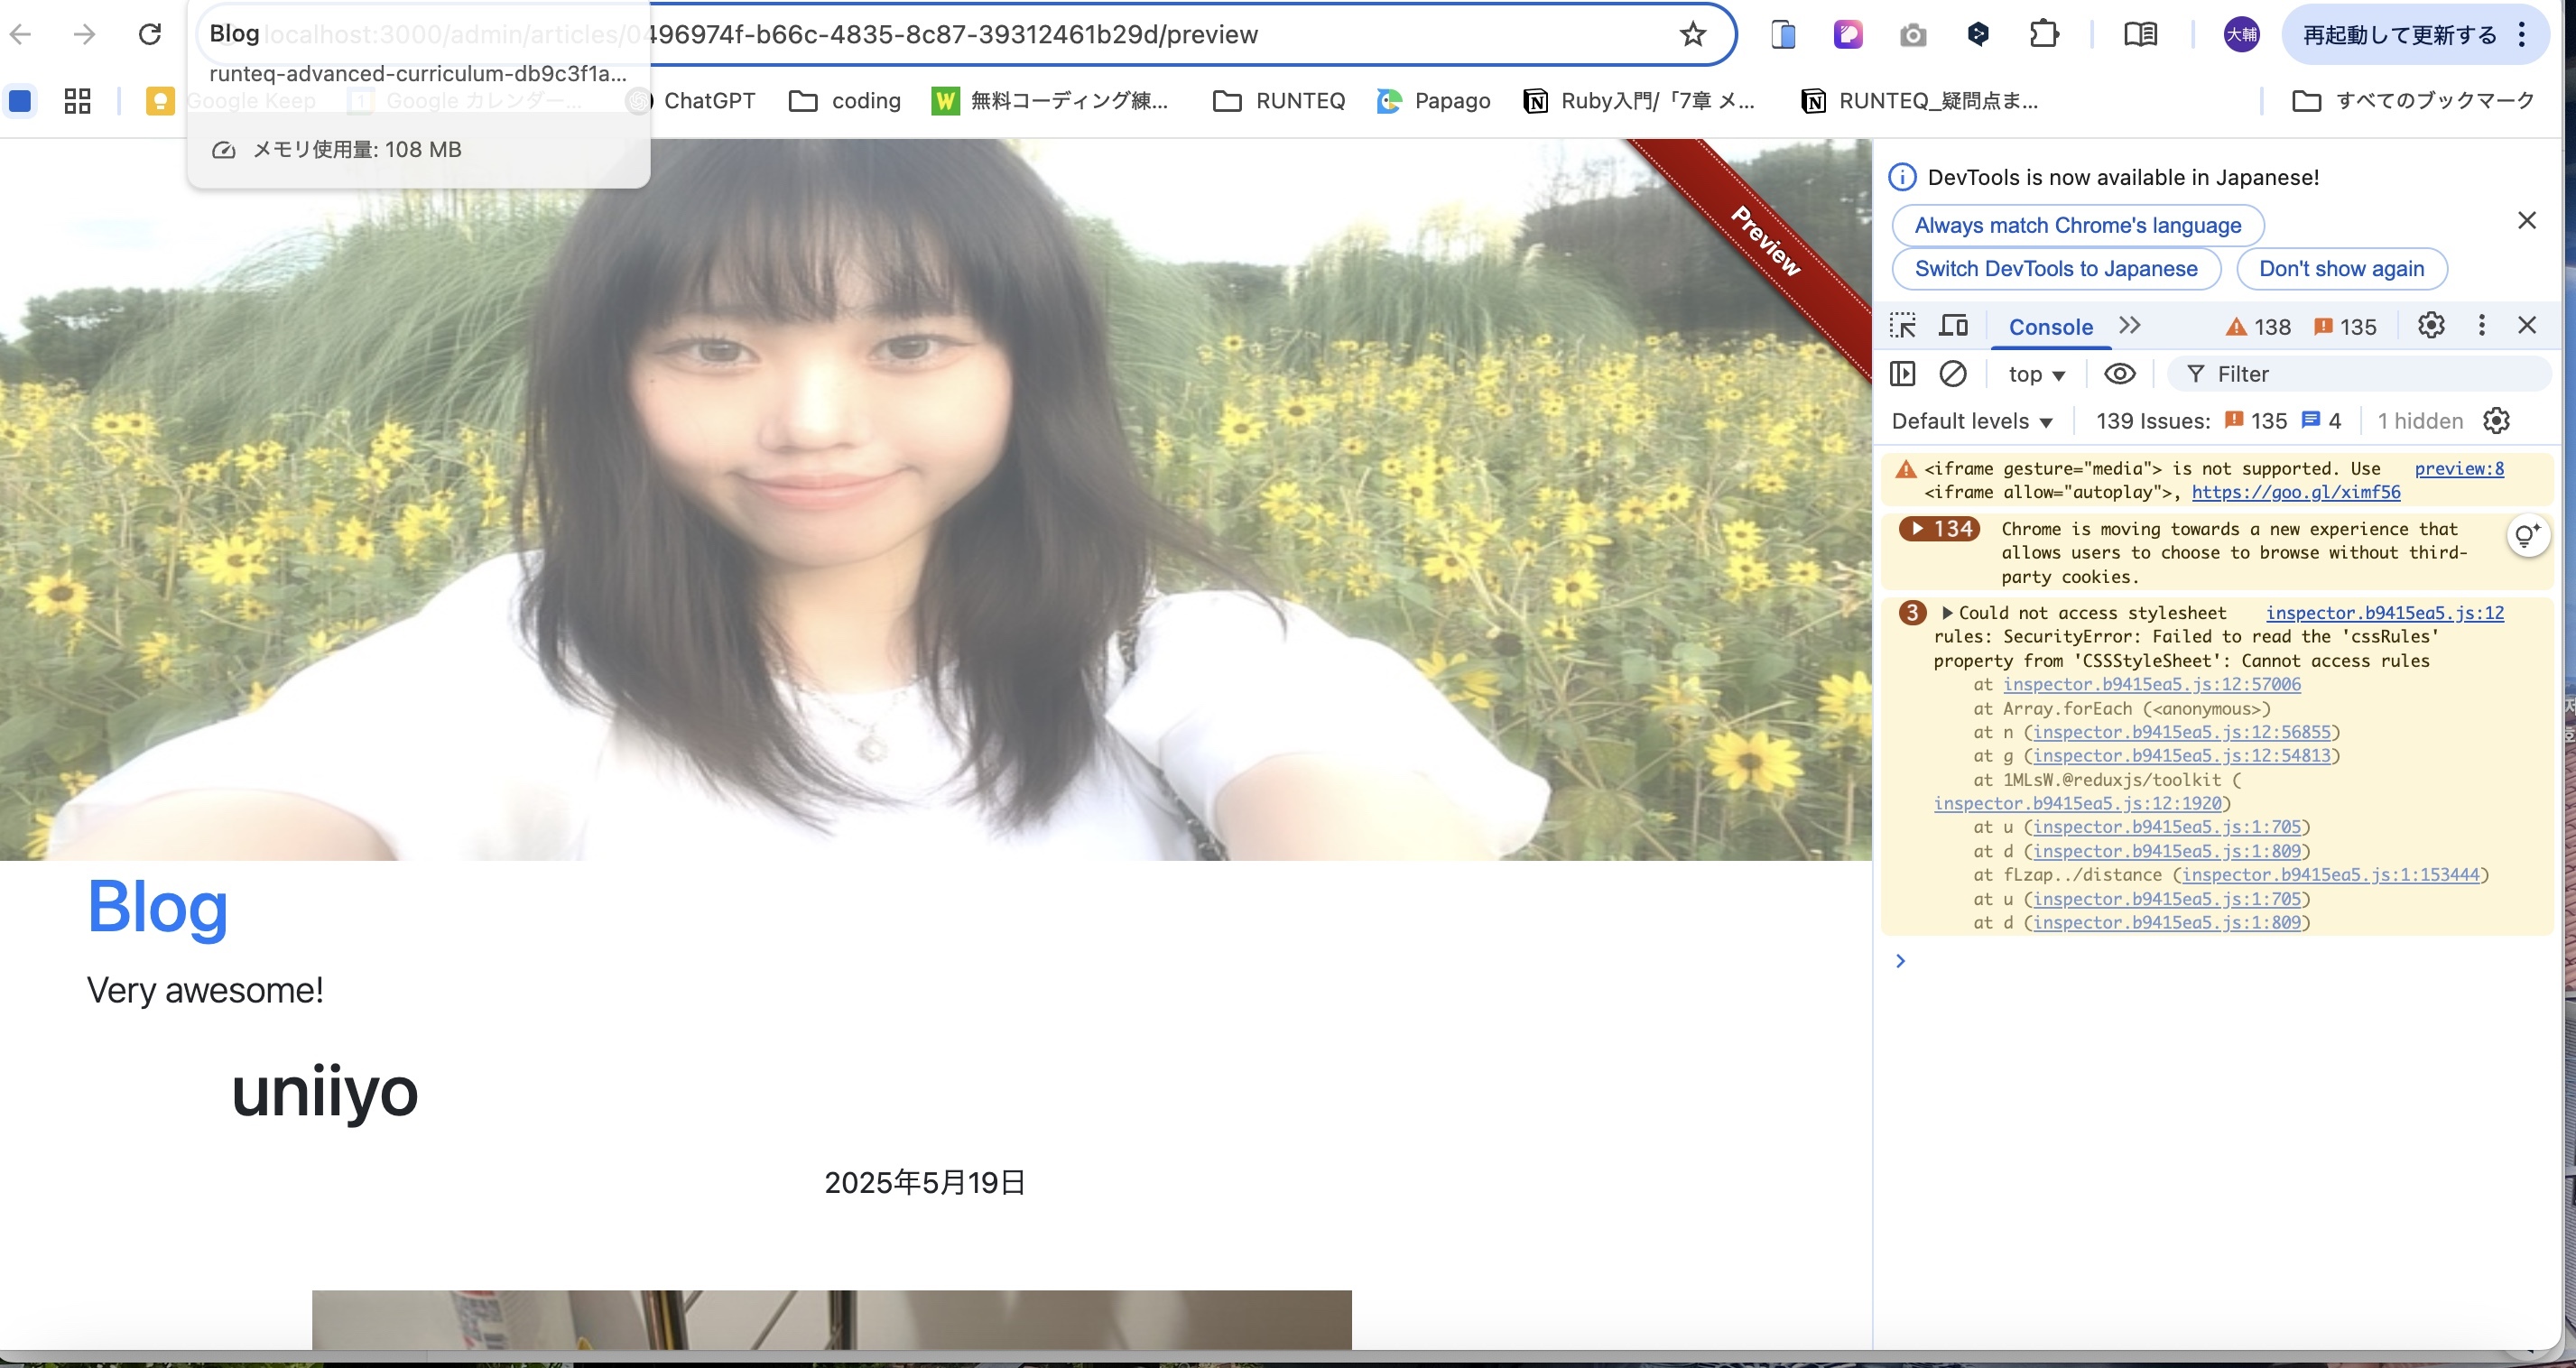 Blog
localhost:3000/admin/articles/0496974f-b66c-4835-8c87-39312461b29d/preview
大輔
再起動して更新する
runteq-advanced-curriculum-db9c3f1a...
メモリ使用量: 108 MB
Google Keep
1
Google カレンダー...
ChatGPT
coding
W
無料コーディング練...
RUNTEQ
Papago
Ruby入門/「7章 メ...
RUNTEQ_疑問点ま...
すべてのブックマーク
Preview
Blog
Very awesome!
uniiyo
2025年5月19日
DevTools is now available in Japanese!
Always match Chrome's language
Switch DevTools to Japanese
Don't show again
Console
138
135
top
Filter
Default levels
139 Issues:
135
4
1 hidden
<iframe gesture="media"> is not supported. Use preview:8
<iframe allow="autoplay">, https://goo.gl/ximf56
134
Chrome is moving towards a new experience that
allows users to choose to browse without third-
party cookies.
3
Could not access stylesheet inspector.b9415ea5.js:12
rules: SecurityError: Failed to read the 'cssRules'
property from 'CSSStyleSheet': Cannot access rules
at inspector.b9415ea5.js:12:57006
at Array.forEach (<anonymous>)
at n (inspector.b9415ea5.js:12:56855)
at g (inspector.b9415ea5.js:12:54813)
at 1MLsW.@reduxjs/toolkit (
inspector.b9415ea5.js:12:1920)
at u (inspector.b9415ea5.js:1:705)
at d (inspector.b9415ea5.js:1:809)
at fLzap../distance (inspector.b9415ea5.js:1:153444)
at u (inspector.b9415ea5.js:1:705)
at d (inspector.b9415ea5.js:1:809)